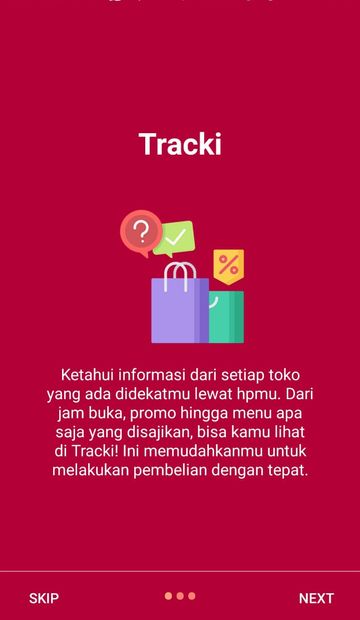 Tracki
?
%
Ketahui informasi dari setiap toko
yang ada didekatmu lewat hpmu. Dari
jam buka, promo hingga menu apa
saja yang disajikan, bisa kamu lihat
di Tracki! Ini memudahkanmu untuk
melakukan pembelian dengan tepat.
SKIP
NEXT